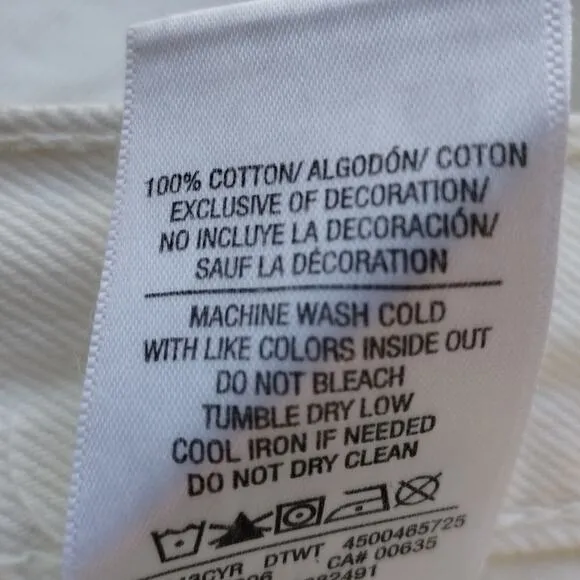 100% COTTON/ ALGODÓN/ COTON
EXCLUSIVE OF DECORATION/
NO INCLUYE LA DECORACIÓN/
SAUF LA DÉCORATION
MACHINE WASH COLD
WITH LIKE COLORS INSIDE OUT
DO NOT BLEACH
TUMBLE DRY LOW
COOL IRON IF NEEDED
DO NOT DRY CLEAN
DTWT 4500465725
CA# 00635